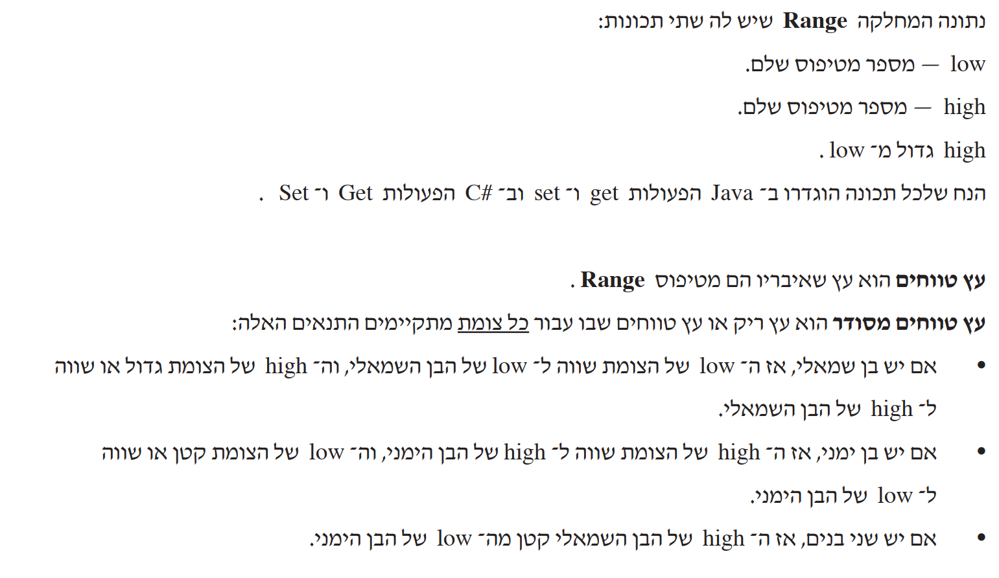 נתונה המחלקה Range שיש לה שתי תכונות:
low — מספר מטיפוס שלם.
high — מספר מטיפוס שלם.
high גדול מ־ low .
הנח שלכל תכונה הוגדרו ב־ Java הפעולות get ו־ set וב־ C# הפעולות Get ו־ Set .
עץ טווחים הוא עץ שאיבריו הם מטיפוס Range .
עץ טווחים מסודר הוא עץ ריק או עץ טווחים שבו עבור כל צומת מתקיימים התנאים האלה:
• אם יש בן שמאלי, אז ה־ low של הצומת שווה ל־ low של הבן השמאלי, וה־ high של הצומת גדול או שווה
ל־ high של הבן השמאלי.
• אם יש בן ימני, אז ה־ high של הצומת שווה ל־ high של הבן הימני, וה־ low של הצומת קטן או שווה
ל־ low של הבן הימני.
• אם יש שני בנים, אז ה־ high של הבן השמאלי קטן מה־ low של הבן הימני.